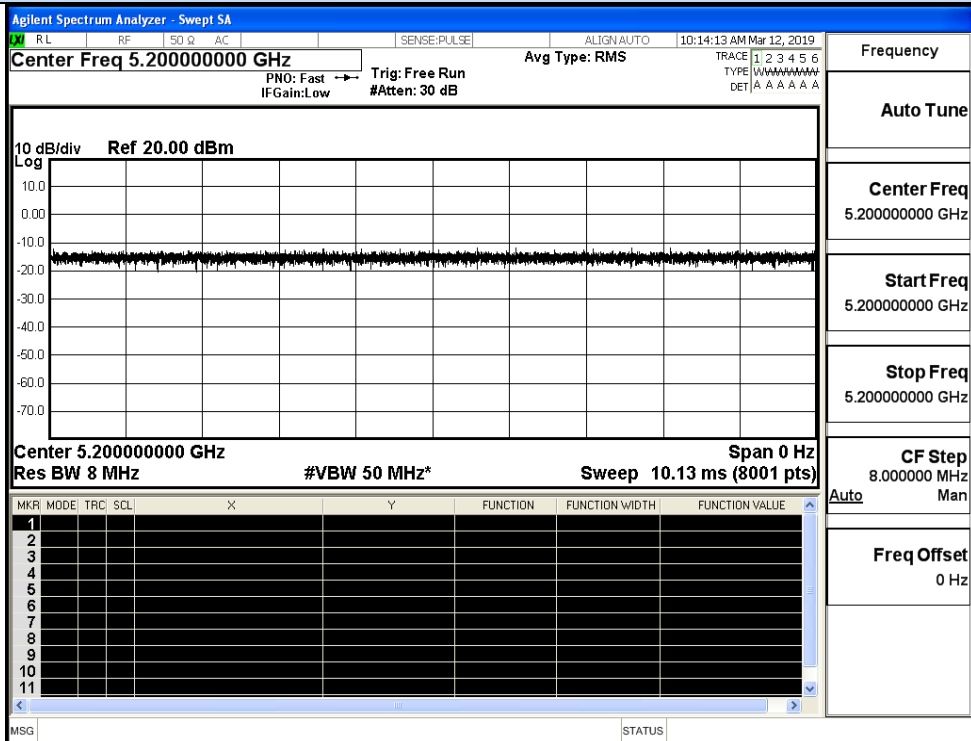 Agilent Spectrum Analyzer - Swept SA
LXI RL RF 50 Ω AC SENSE:PULSE ALIGN AUTO 10:14:13 AM Mar 12, 2019
Center Freq 5.200000000 GHz
Avg Type: RMS
TRACE 1 2 3 4 5 6
PNO: Fast Trig: Free Run
TYPE WWWWWW
IFGain:Low #Atten: 30 dB
DET A A A A A A
10 dB/div Ref 20.00 dBm
Log
10.0
0.00
-10.0
-20.0
-30.0
-40.0
-50.0
-60.0
-70.0
Center 5.200000000 GHz Span 0 Hz
Res BW 8 MHz #VBW 50 MHz* Sweep 10.13 ms (8001 pts)
MKR MODE TRC SCL X Y FUNCTION FUNCTION WIDTH FUNCTION VALUE
1
2
3
4
5
6
7
8
9
10
11
MSG STATUS
Frequency
Auto Tune
Center Freq
5.200000000 GHz
Start Freq
5.200000000 GHz
Stop Freq
5.200000000 GHz
CF Step
8.000000 MHz
Auto Man
Freq Offset
0 Hz